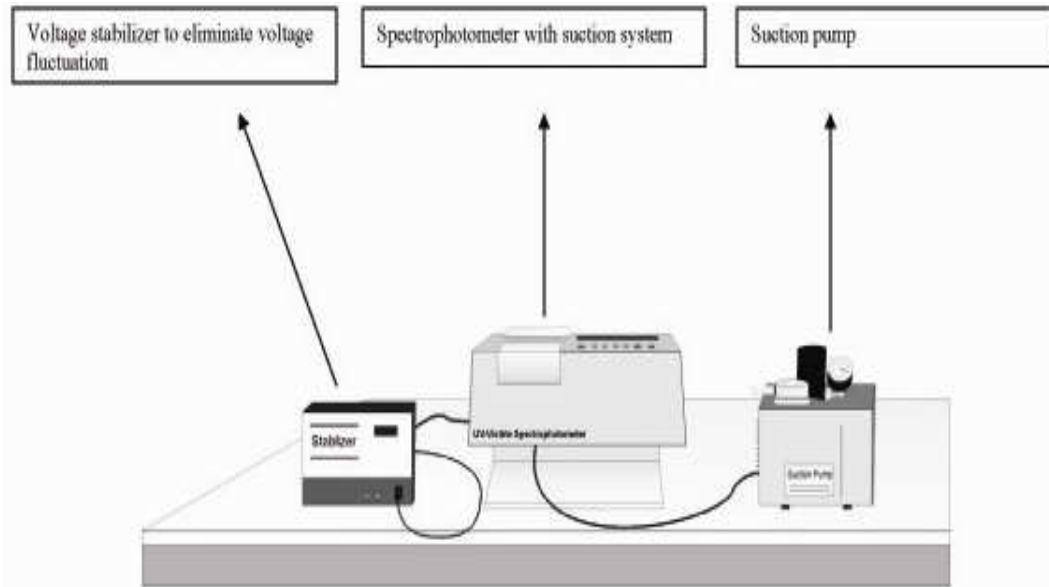 Voltage stabilizer to eliminate voltage
fluctuation
Spectrophotometer with suction system
Suction pump
Stabilizer
UV-Visible Spectrophotometer
Suction Pump